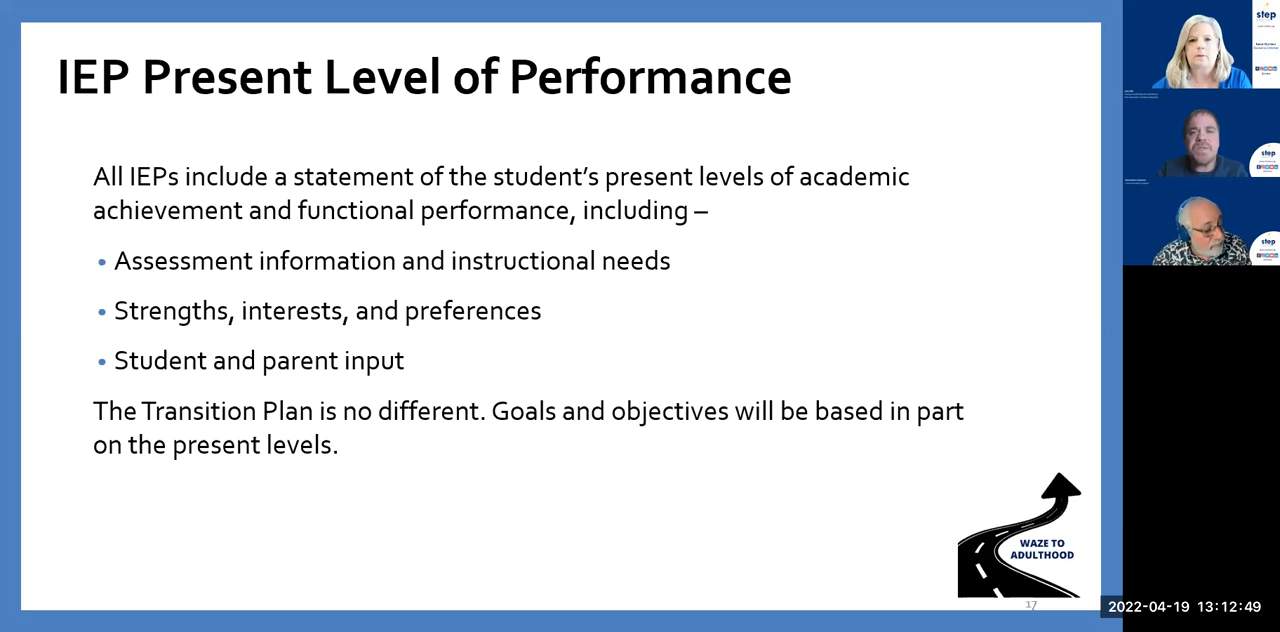 IEP Present Level of Performance
All IEPs include a statement of the student’s present levels of academic
achievement and functional performance, including –
• Assessment information and instructional needs
• Strengths, interests, and preferences
• Student and parent input
The Transition Plan is no different. Goals and objectives will be based in part
on the present levels.
WAZE TO
ADULTHOOD
17
step
step
step
2022-04-19 13:12:49